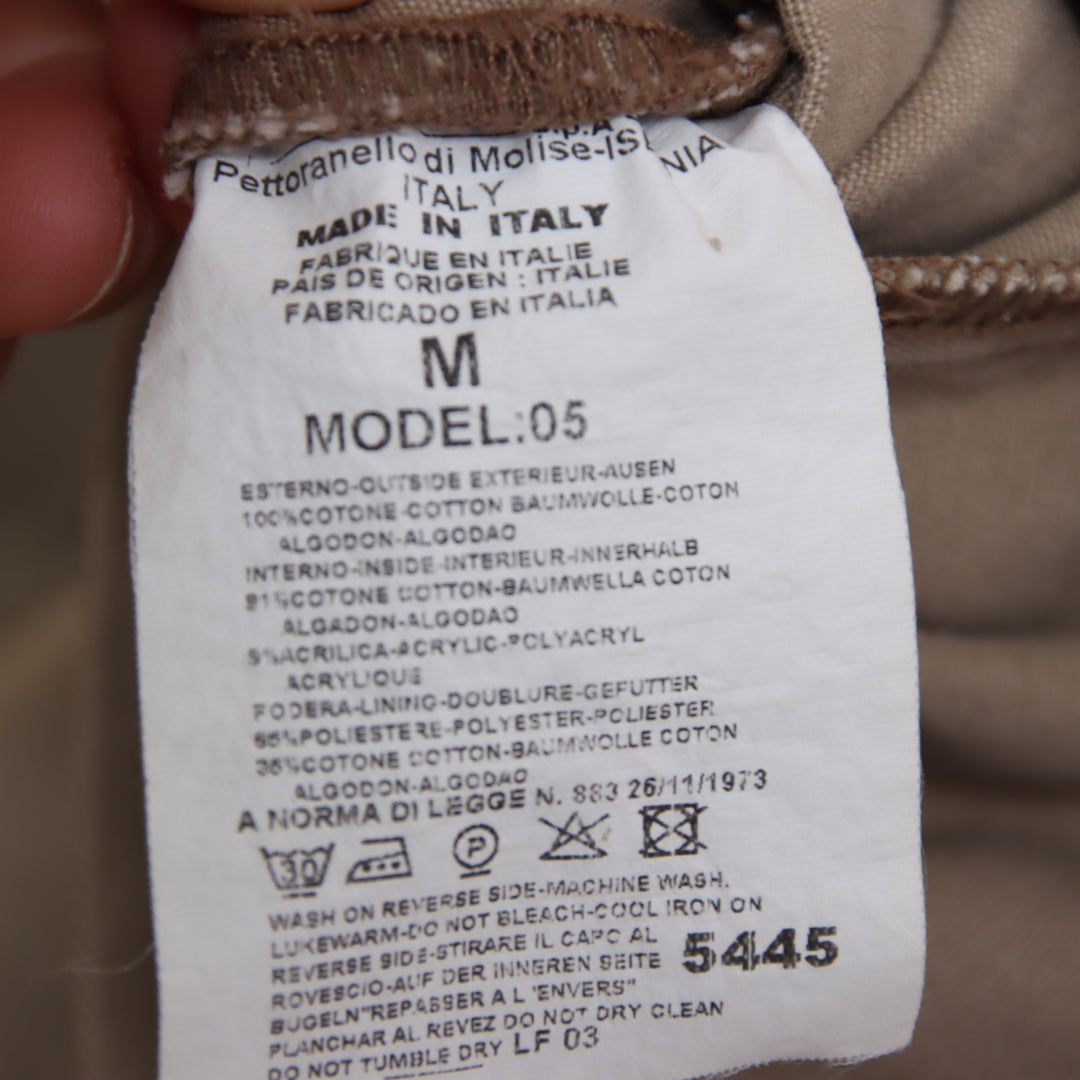 S.p.A
Pettoranello di Molise-IS
NIA
ITALY
MADE IN ITALY
FABRIQUE EN ITALIE
PAIS DE ORIGEN : ITALIE
FABRICADO EN ITALIA
M
MODEL:05
ESTERNO-OUTSIDE EXTERIEUR-AUSEN
100%COTONE-COTTON BAUMWOLLE-COTON
ALGODON-ALGODAO
INTERNO-INSIDE-INTERIEUR-INNERHALB
91%COTONE COTTON-BAUMWELLA COTON
ALGADON-ALGODAO
9%ACRILICA-ACRYLIC-POLYACRYL
ACRYLIQUE
FODERA-LINING-DOUBLURE-GEFUTTER
65%POLIESTERE-POLYESTER-POLIESTER
35%COTONE COTTON-BAUMWOLLE COTON
ALGODON-ALGODAO
A NORMA DI LEGGE N. 883 26/11/1973
30 P
WASH ON REVERSE SIDE-MACHINE WASH.
LUKEWARM-DO NOT BLEACH-COOL IRON ON
REVERSE SIDE-STIRARE IL CAPO AL
ROVESCIO-AUF DER INNEREN SEITE
5445
BUGELN"REPASSER A L 'ENVERS"
PLANCHAR AL REVEZ DO NOT DRY CLEAN
DO NOT TUMBLE DRY LF 03